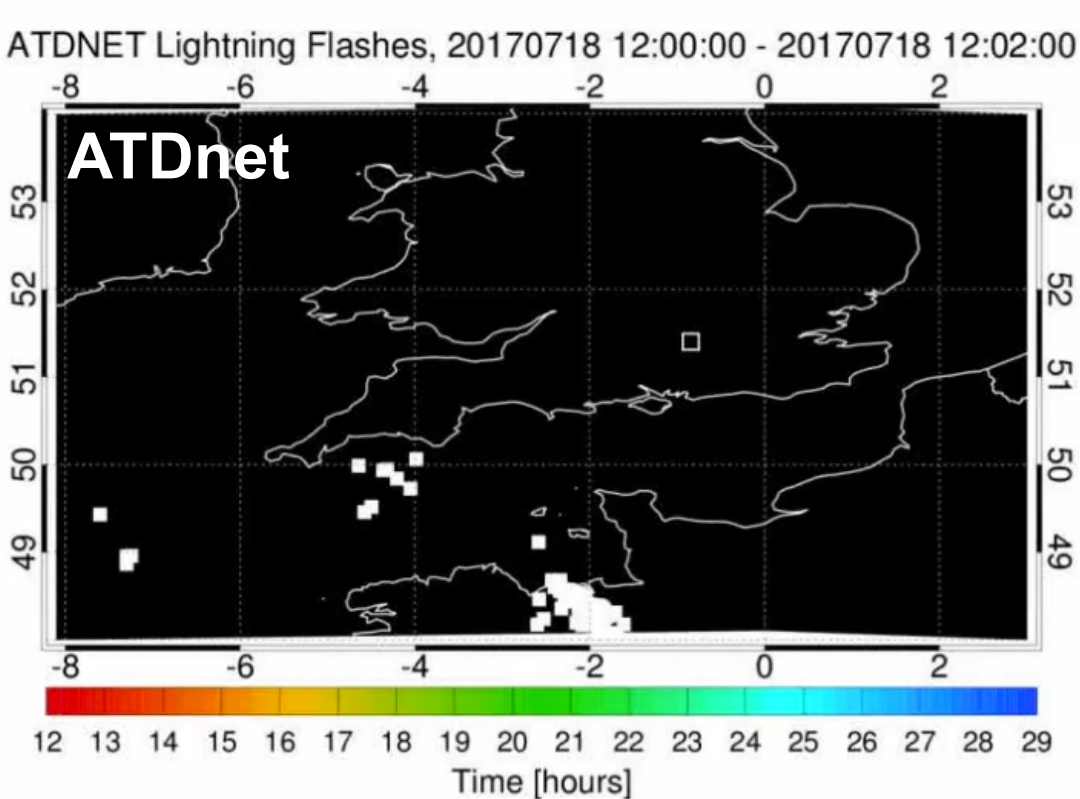 ATDNET Lightning Flashes, 20170718 12:00:00 - 20170718 12:02:00
-8 -6 -4 -2 0 2
ATDnet
53 53
52 52
51 51
50 50
49 49
-8 -6 -4 -2 0 2
12 13 14 15 16 17 18 19 20 21 22 23 24 25 26 27 28 29
Time [hours]